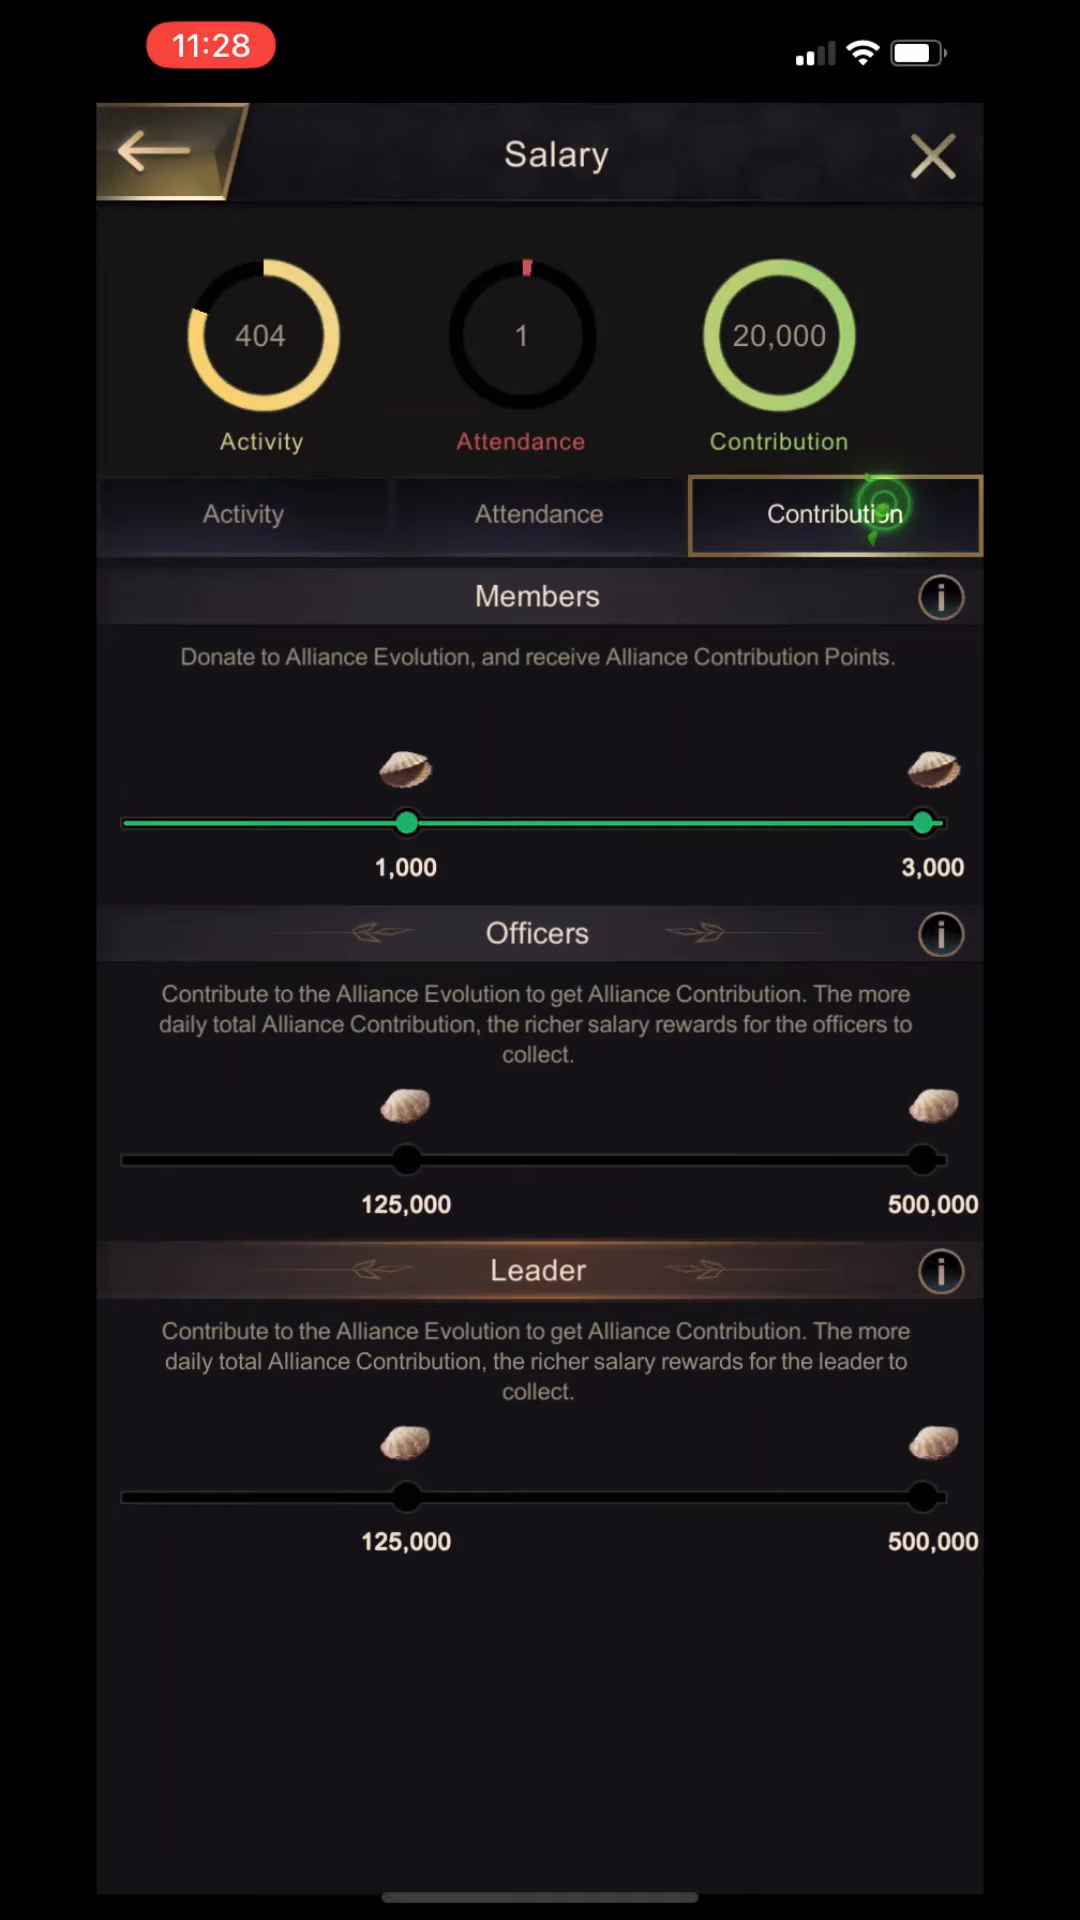 11:28
Salary
404
1
20,000
Activity
Attendance
Contribution
Activity
Attendance
Contribution
Members
Donate to Alliance Evolution, and receive Alliance Contribution Points.
1,000
3,000
Officers
Contribute to the Alliance Evolution to get Alliance Contribution. The more
daily total Alliance Contribution, the richer salary rewards for the officers to
collect.
125,000
500,000
Leader
Contribute to the Alliance Evolution to get Alliance Contribution. The more
daily total Alliance Contribution, the richer salary rewards for the leader to
collect.
125,000
500,000